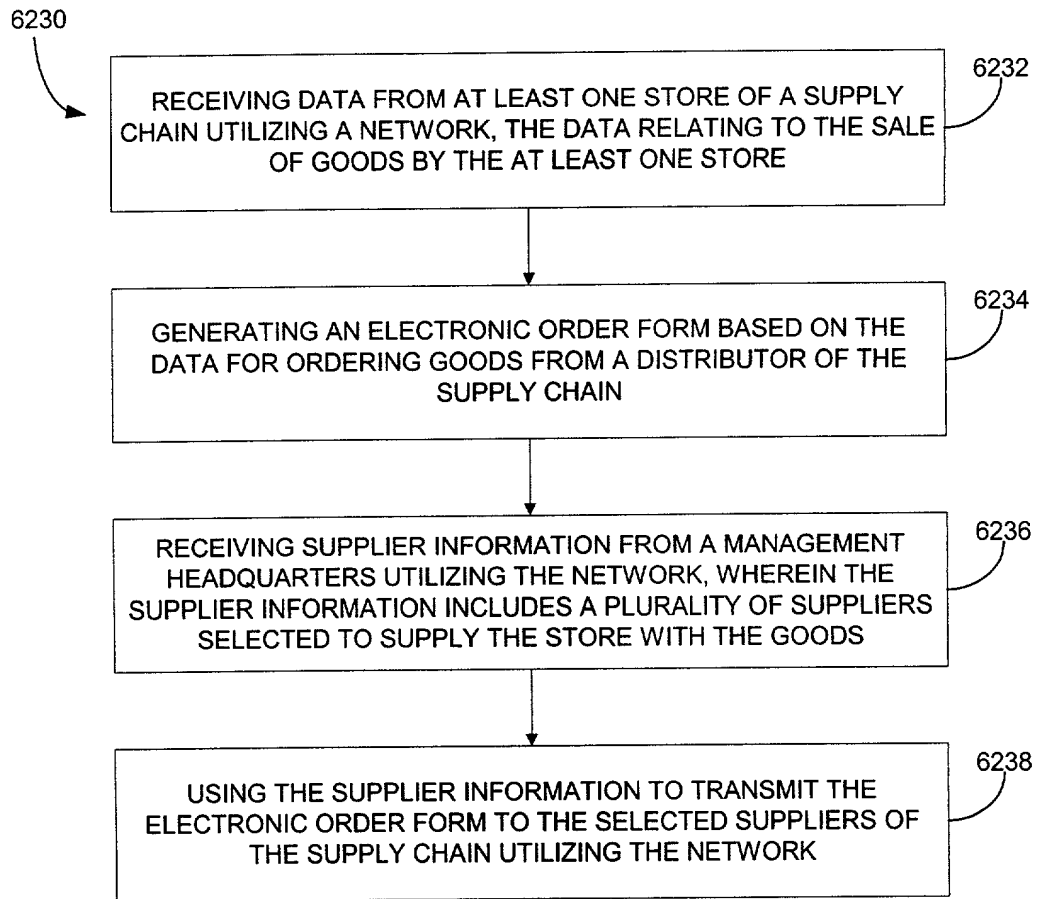 6230
6232
RECEIVING DATA FROM AT LEAST ONE STORE OF A SUPPLY
CHAIN UTILIZING A NETWORK, THE DATA RELATING TO THE SALE
OF GOODS BY THE AT LEAST ONE STORE
6234
GENERATING AN ELECTRONIC ORDER FORM BASED ON THE
DATA FOR ORDERING GOODS FROM A DISTRIBUTOR OF THE
SUPPLY CHAIN
6236
RECEIVING SUPPLIER INFORMATION FROM A MANAGEMENT
HEADQUARTERS UTILIZING THE NETWORK, WHEREIN THE
SUPPLIER INFORMATION INCLUDES A PLURALITY OF SUPPLIERS
SELECTED TO SUPPLY THE STORE WITH THE GOODS
6238
USING THE SUPPLIER INFORMATION TO TRANSMIT THE
ELECTRONIC ORDER FORM TO THE SELECTED SUPPLIERS OF
THE SUPPLY CHAIN UTILIZING THE NETWORK